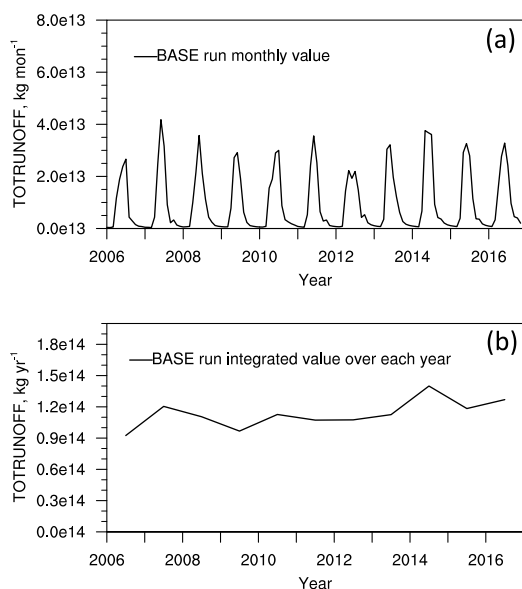 (a)
8.0e13
BASE run monthly value
6.0e13
4.0e13
2.0e13
0.0e13
TOTRUNOFF, kg mon⁻¹
2006 2008 2010 2012 2014 2016
Year
(b)
1.8e14
BASE run integrated value over each year
1.5e14
1.2e14
0.9e14
0.6e14
0.3e14
0.0e14
TOTRUNOFF, kg yr⁻¹
2006 2008 2010 2012 2014 2016
Year